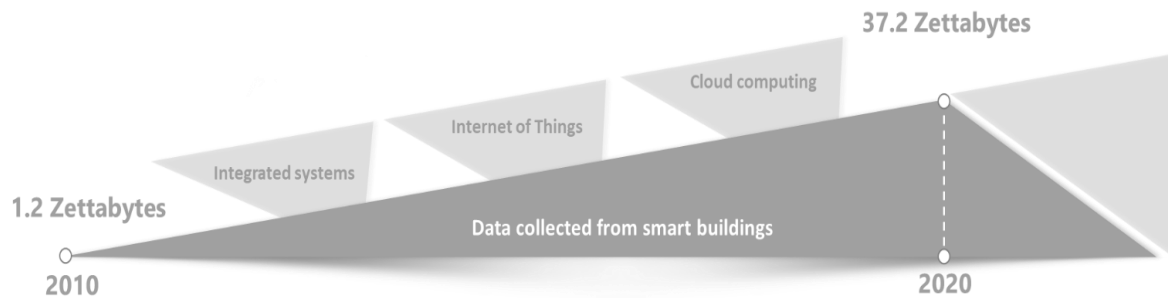 37.2 Zettabytes
Cloud computing
Internet of Things
Integrated systems
1.2 Zettabytes
Data collected from smart buildings
2010
2020